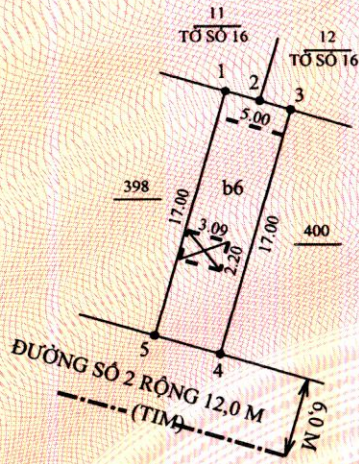 11
TỜ SỐ 16
12
TỜ SỐ 16
1
2
3
5.00
398
17.00
b6
3.09
2.20
17.00
400
5
4
ĐƯỜNG SỐ 2 RỘNG 12,0 M
(TIM)
6,0 M